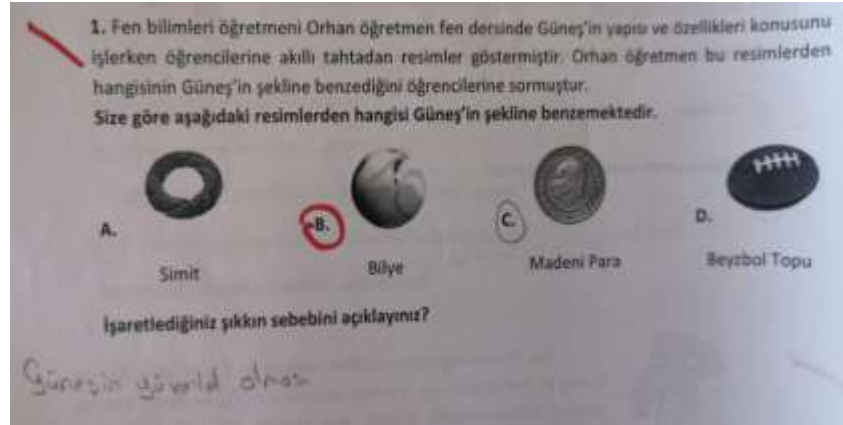 1. Fen bilimleri öğretmeni Orhan öğretmen fen dersinde Güneş'in yapısı ve özellikleri konusunu
işlerken öğrencilerine akıllı tahtadan resimler göstermiştir. Orhan öğretmen bu resimlerden
hangisinin Güneş'in şekline benzediğini öğrencilerine sormuştur.
Size göre aşağıdaki resimlerden hangisi Güneş'in şekline benzemektedir.
A. B. C. D.
Simit Bilye Madeni Para Beyzbol Topu
İşaretlediğiniz şıkkın sebebini açıklayınız?
Güneşin